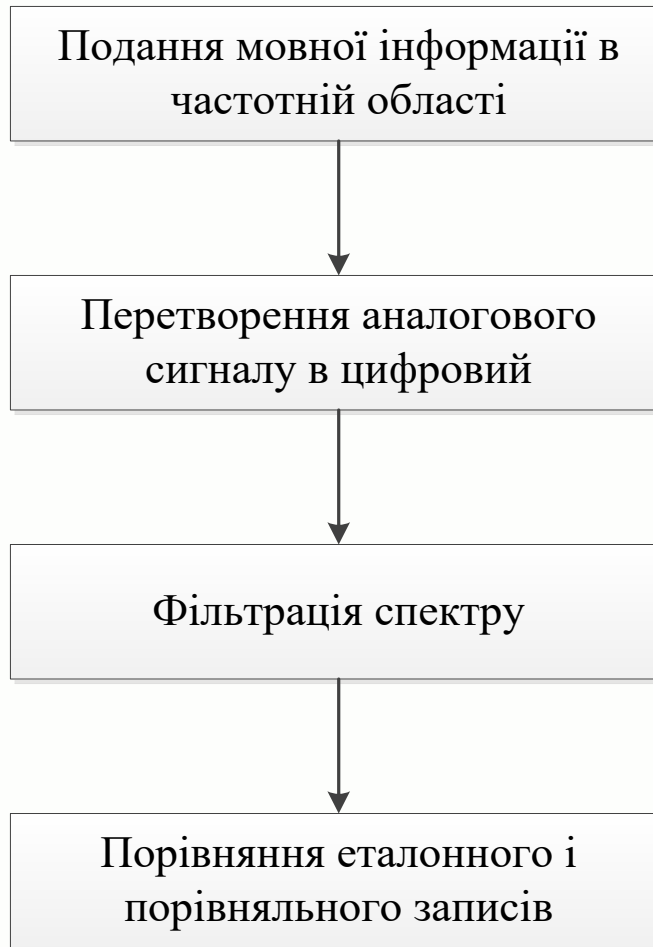 Подання мовної інформації в
частотній області
Перетворення аналогового
сигналу в цифровий
Фільтрація спектру
Порівняння еталонного і
порівняльного записів